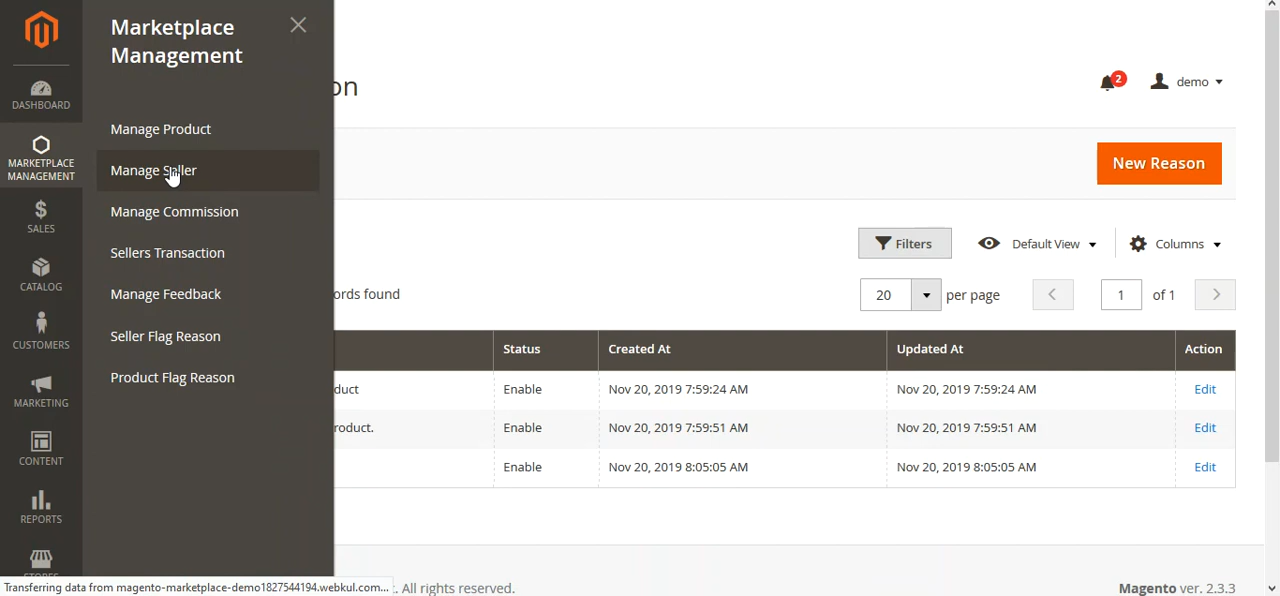 Marketplace
Management
DASHBOARD
MARKETPLACE
MANAGEMENT
SALES
CATALOG
CUSTOMERS
MARKETING
CONTENT
REPORTS
Manage Product
Manage Seller
Manage Commission
Sellers Transaction
Manage Feedback
Seller Flag Reason
Product Flag Reason
on
2
demo
New Reason
Filters
Default View
Columns
ords found
20
per page
1
of 1
Status
Created At
Updated At
Action
duct
Enable
Nov 20, 2019 7:59:24 AM
Nov 20, 2019 7:59:24 AM
Edit
roduct.
Enable
Nov 20, 2019 7:59:51 AM
Nov 20, 2019 7:59:51 AM
Edit
Enable
Nov 20, 2019 8:05:05 AM
Nov 20, 2019 8:05:05 AM
Edit
Transferring data from magento-marketplace-demo1827544194.webkul.com...
. All rights reserved.
Magento ver. 2.3.3